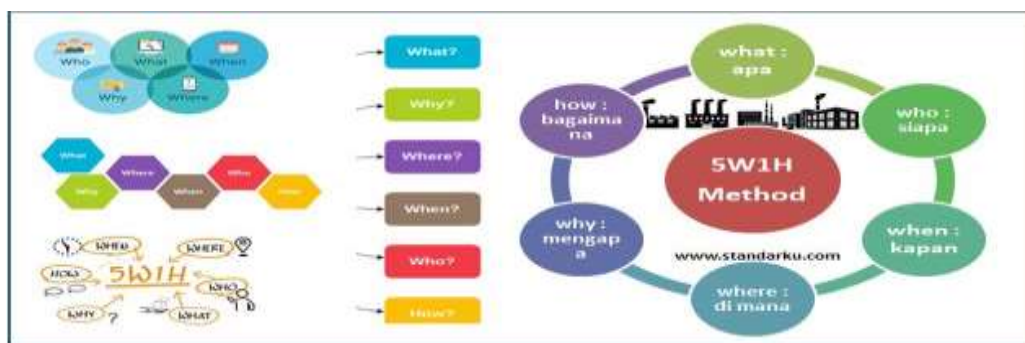 Who
What
When
Why
Where
What
Where
Who
Why
When
How
WHEN
WHERE
HOW
5W1H
WHO
WHY ?
WHAT
What?
Why?
Where?
When?
Who?
How?
what :
apa
how :
bagaima
na
who :
siapa
5W1H
Method
why :
mengap
a
when :
kapan
www.standarku.com
where :
di mana